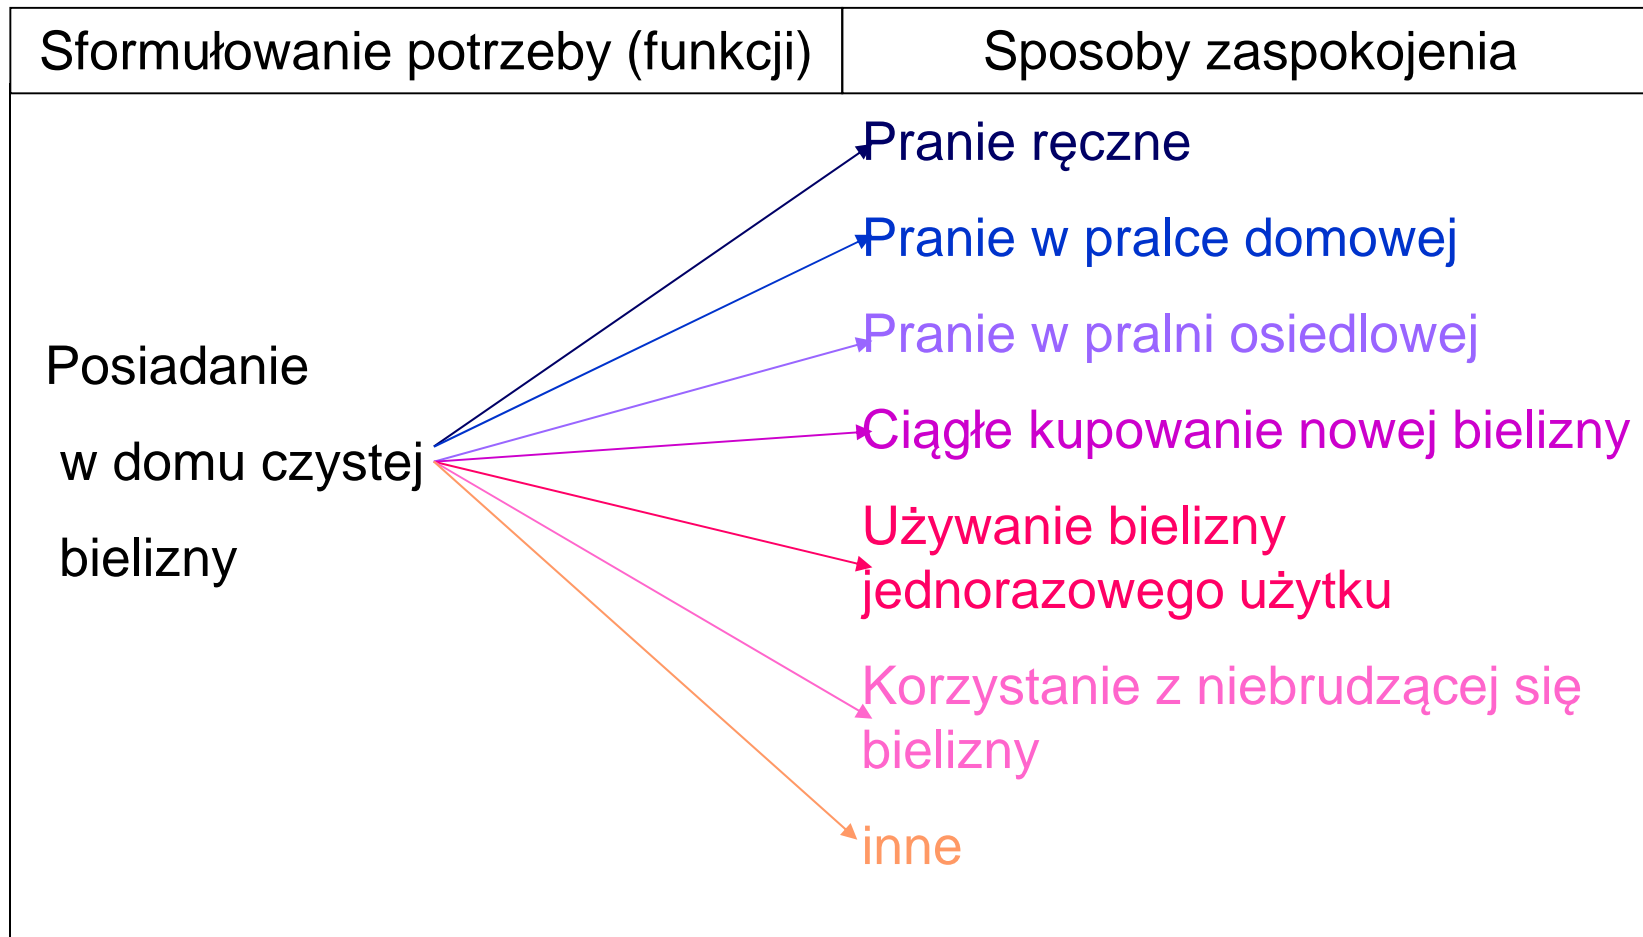 Sformułowanie potrzeby (funkcji)
Sposoby zaspokojenia
Posiadanie
w domu czystej
bielizny
Pranie ręczne
Pranie w pralce domowej
Pranie w pralni osiedlowej
Ciągłe kupowanie nowej bielizny
Używanie bielizny
jednorazowego użytku
Korzystanie z niebrudzącej się
bielizny
inne